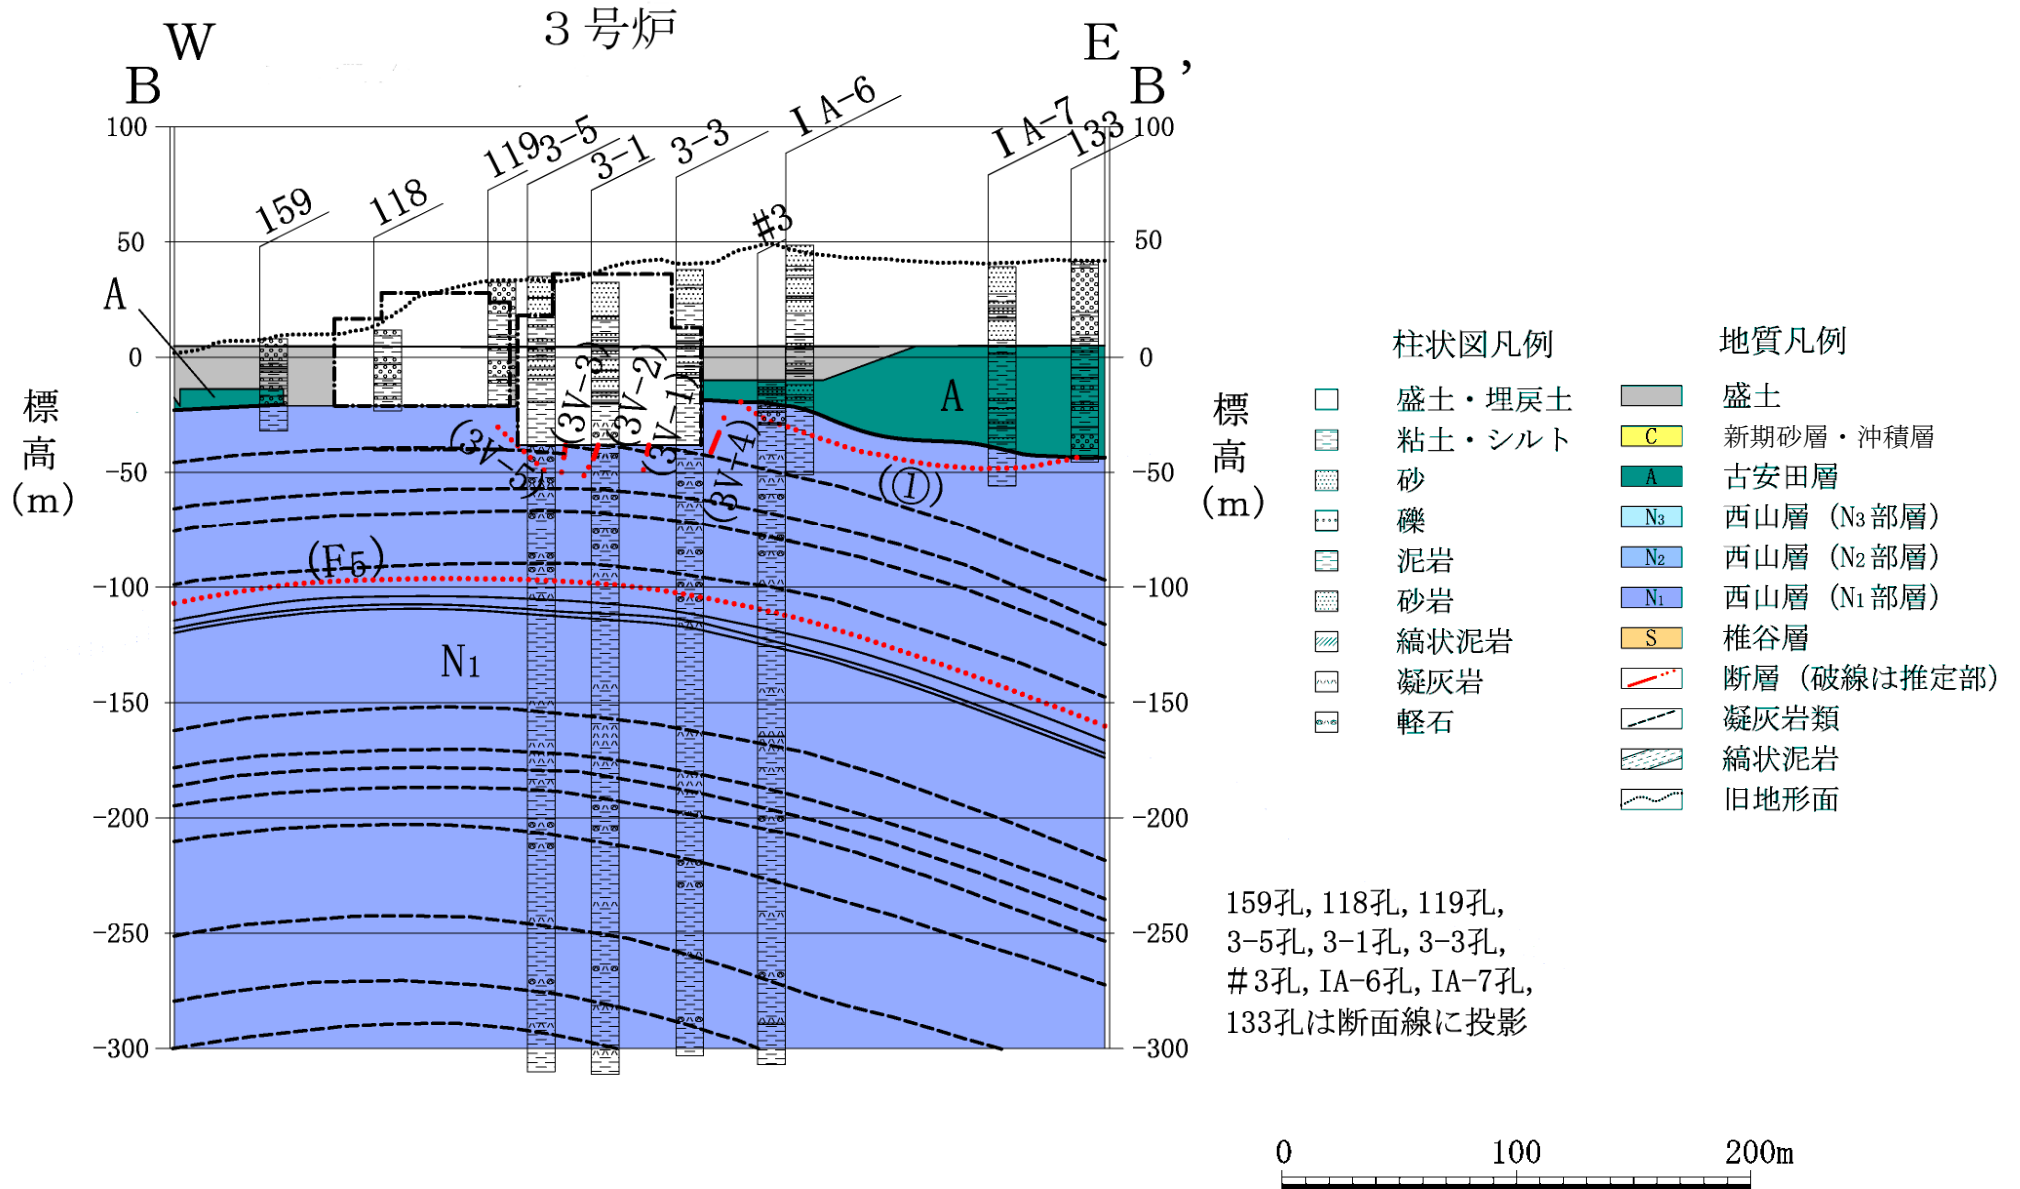 3号炉
W
E
B
B’
159
118
119
3-5
3-1
3-3
IA-6
#3
IA-7
133
100
50
0
-50
-100
-150
-200
-250
-300
100
50
0
-50
-100
-150
-200
-250
-300
標高(m)
標高(m)
A
A
(3V-5)
(3V-3)
(3V-2)
(3V-1)
(3V-4)
(①)
(F5)
N1
柱状図凡例
盛土・埋戻土
粘土・シルト
砂
礫
泥岩
砂岩
縞状泥岩
凝灰岩
軽石
地質凡例
盛土
C 新期砂層・沖積層
A 古安田層
N3 西山層 (N3部層)
N2 西山層 (N2部層)
N1 西山層 (N1部層)
S 椎谷層
断層 (破線は推定部)
凝灰岩類
縞状泥岩
旧地形面
159孔, 118孔, 119孔,
3-5孔, 3-1孔, 3-3孔,
#3孔, IA-6孔, IA-7孔,
133孔は断面線に投影
0 100 200m